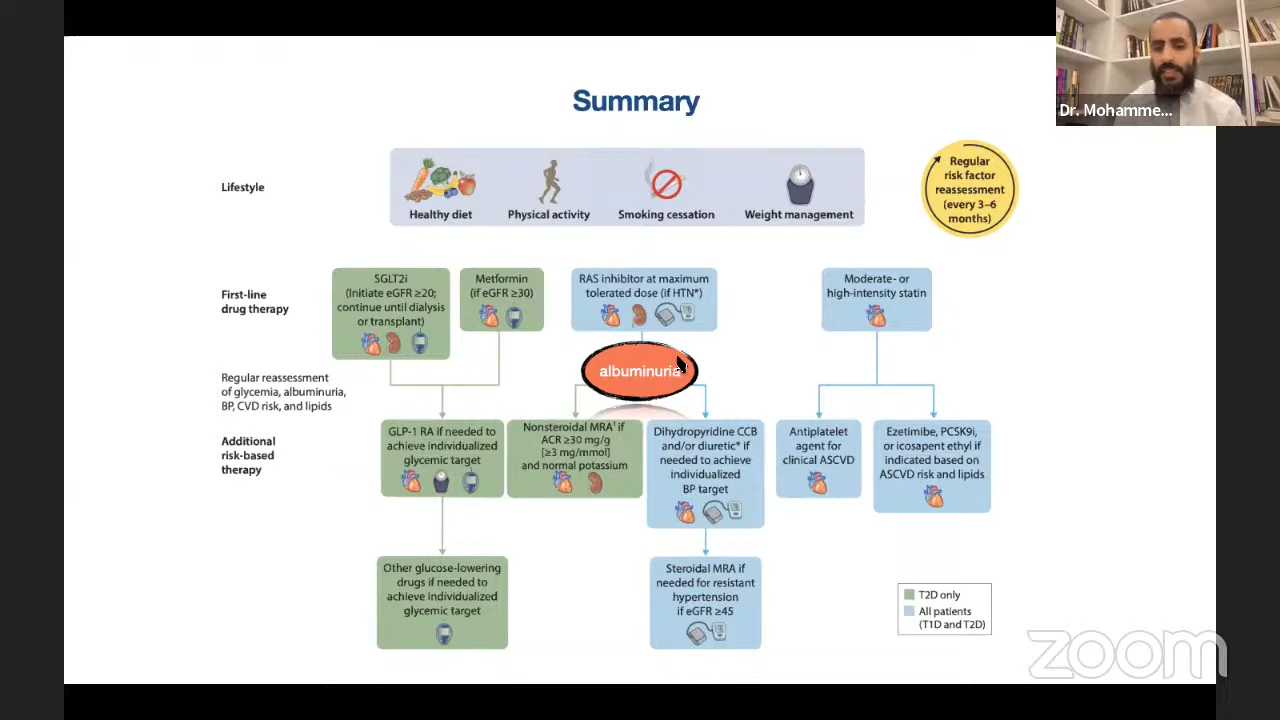 Summary
Dr. Mohamme...
Lifestyle
Healthy diet
Physical activity
Smoking cessation
Weight management
Regular
risk factor
reassessment
(every 3–6
months)
First-line
drug therapy
SGLT2i
(Initiate eGFR ≥20;
continue until dialysis
or transplant)
Metformin
(if eGFR ≥30)
RAS inhibitor at maximum
tolerated dose (if HTN*)
Moderate- or
high-intensity statin
albuminuria
Regular reassessment
of glycemia, albuminuria,
BP, CVD risk, and lipids
Additional
risk-based
therapy
GLP-1 RA if needed to
achieve individualized
glycemic target
Nonsteroidal MRA† if
ACR ≥30 mg/g
[≥3 mg/mmol]
and normal potassium
Dihydropyridine CCB
and/or diuretic* if
needed to achieve
individualized
BP target
Antiplatelet
agent for
clinical ASCVD
Ezetimibe, PCSK9i,
or icosapent ethyl if
indicated based on
ASCVD risk and lipids
Other glucose-lowering
drugs if needed to
achieve individualized
glycemic target
Steroidal MRA if
needed for resistant
hypertension
if eGFR ≥45
T2D only
All patients
(T1D and T2D)
zoom